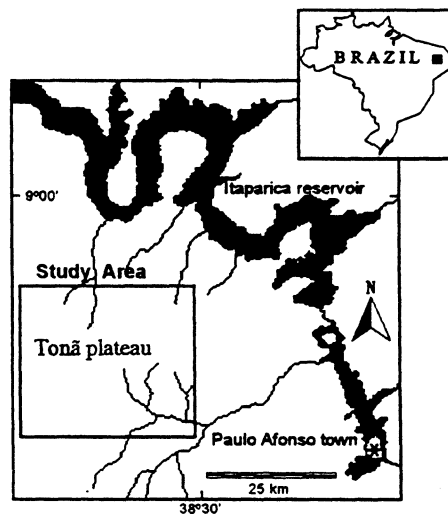 BRAZIL
Itaparica reservoir
9°00'
Study Area
N
Tonã plateau
Paulo Afonso town
25 km
38°30'